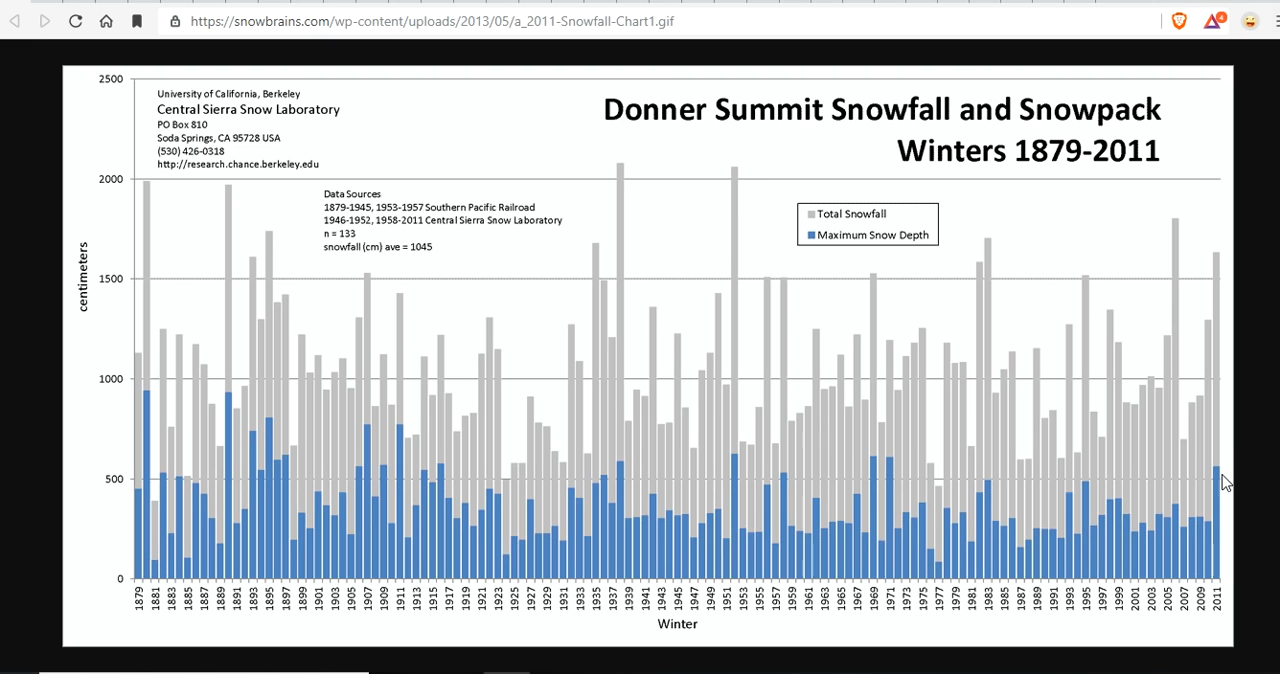 https://snowbrains.com/wp-content/uploads/2013/05/a_2011-Snowfall-Chart1.gif
4
Donner Summit Snowfall and Snowpack
Winters 1879-2011
University of California, Berkeley
Central Sierra Snow Laboratory
PO Box 810
Soda Springs, CA 95728 USA
(530) 426-0318
http://research.chance.berkeley.edu
Data Sources
1879-1945, 1953-1957 Southern Pacific Railroad
1946-1952, 1958-2011 Central Sierra Snow Laboratory
n = 133
snowfall (cm) ave = 1045
Total Snowfall
Maximum Snow Depth
centimeters
2500
2000
1500
1000
500
0
1879 1881 1883 1885 1887 1889 1891 1893 1895 1897 1899 1901 1903 1905 1907 1909 1911 1913 1915 1917 1919 1921 1923 1925 1927 1929 1931 1933 1935 1937 1939 1941 1943 1945 1947 1949 1951 1953 1955 1957 1959 1961 1963 1965 1967 1969 1971 1973 1975 1977 1979 1981 1983 1985 1987 1989 1991 1993 1995 1997 1999 2001 2003 2005 2007 2009 2011
Winter